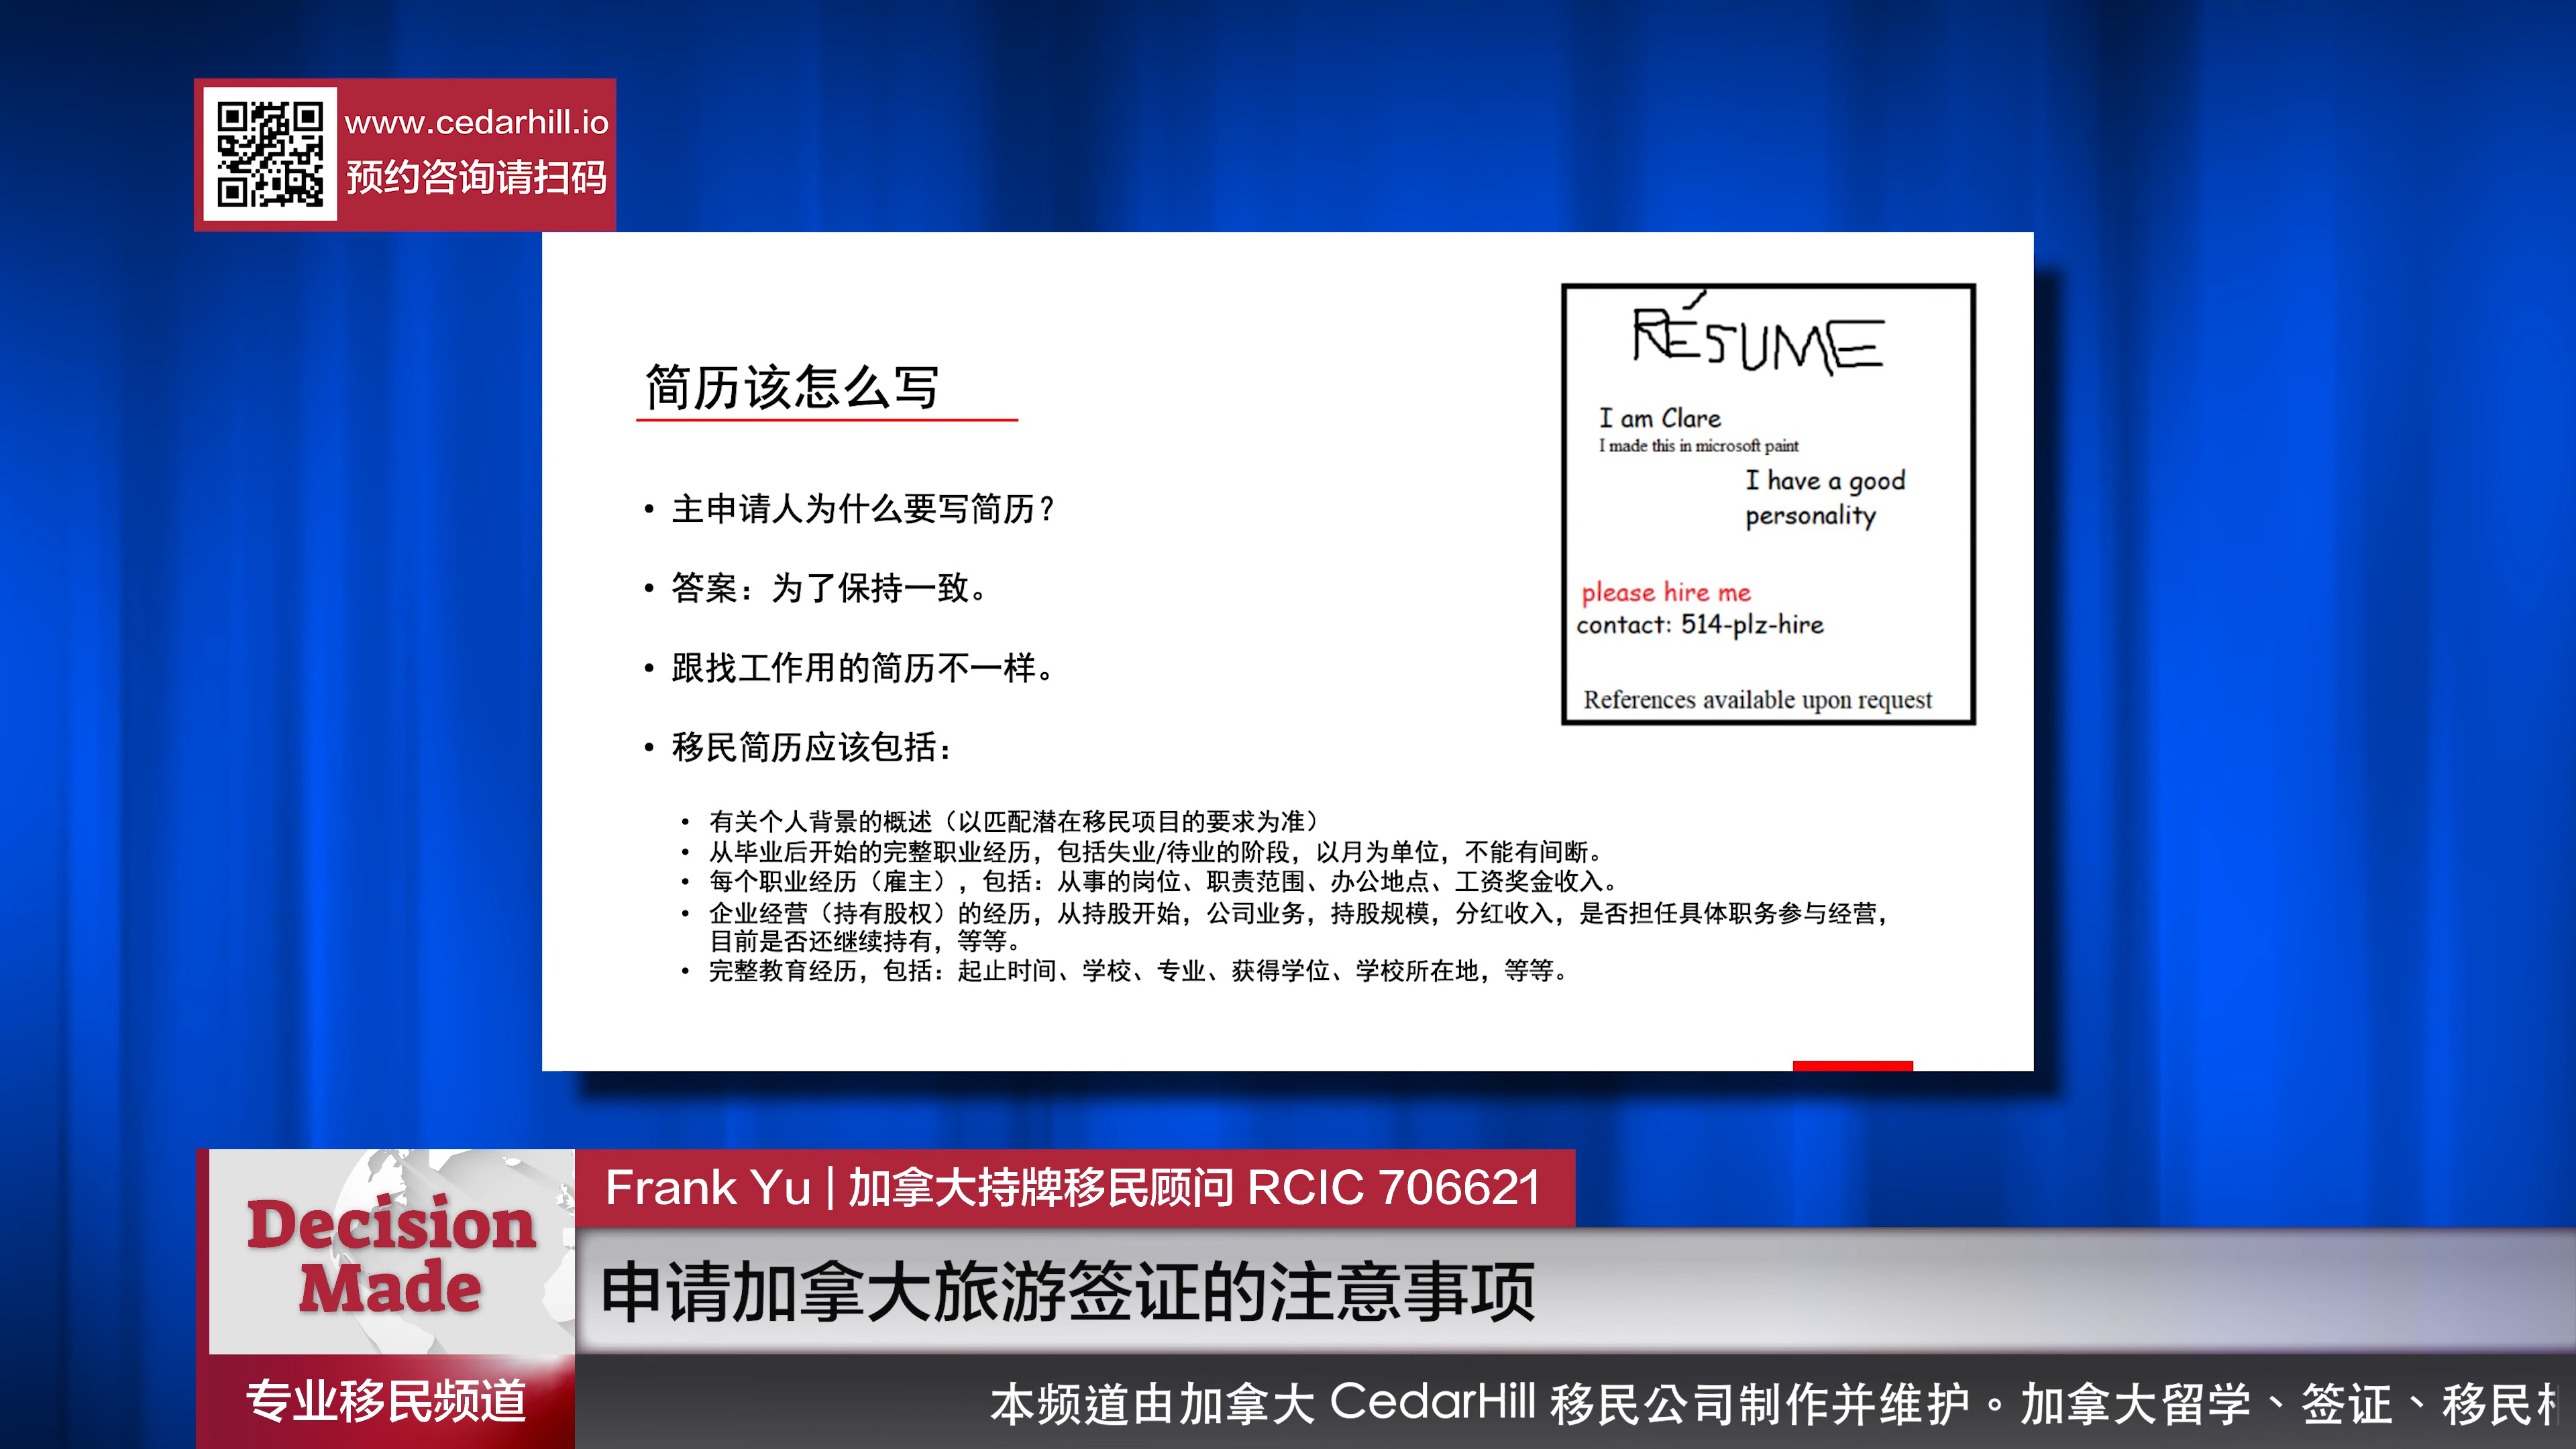 www.cedarhill.io
预约咨询请扫码
RÉSUME
I am Clare
I made this in microsoft paint
I have a good
personality
please hire me
contact: 514-plz-hire
References available upon request
简历该怎么写
• 主申请人为什么要写简历？
• 答案：为了保持一致。
• 跟找工作用的简历不一样。
• 移民简历应该包括：
• 有关个人背景的概述（以匹配潜在移民项目的要求为准）
• 从毕业后开始的完整职业经历，包括失业/待业的阶段，以月为单位，不能有间断。
• 每个职业经历（雇主），包括：从事的岗位、职责范围、办公地点、工资奖金收入。
• 企业经营（持有股权）的经历，从持股开始，公司业务，持股规模，分红收入，是否担任具体职务参与经营，
目前是否还继续持有，等等。
• 完整教育经历，包括：起止时间、学校、专业、获得学位、学校所在地，等等。
Frank Yu | 加拿大持牌移民顾问 RCIC 706621
Decision
Made
申请加拿大旅游签证的注意事项
专业移民频道
本频道由加拿大 CedarHill 移民公司制作并维护。加拿大留学、签证、移民